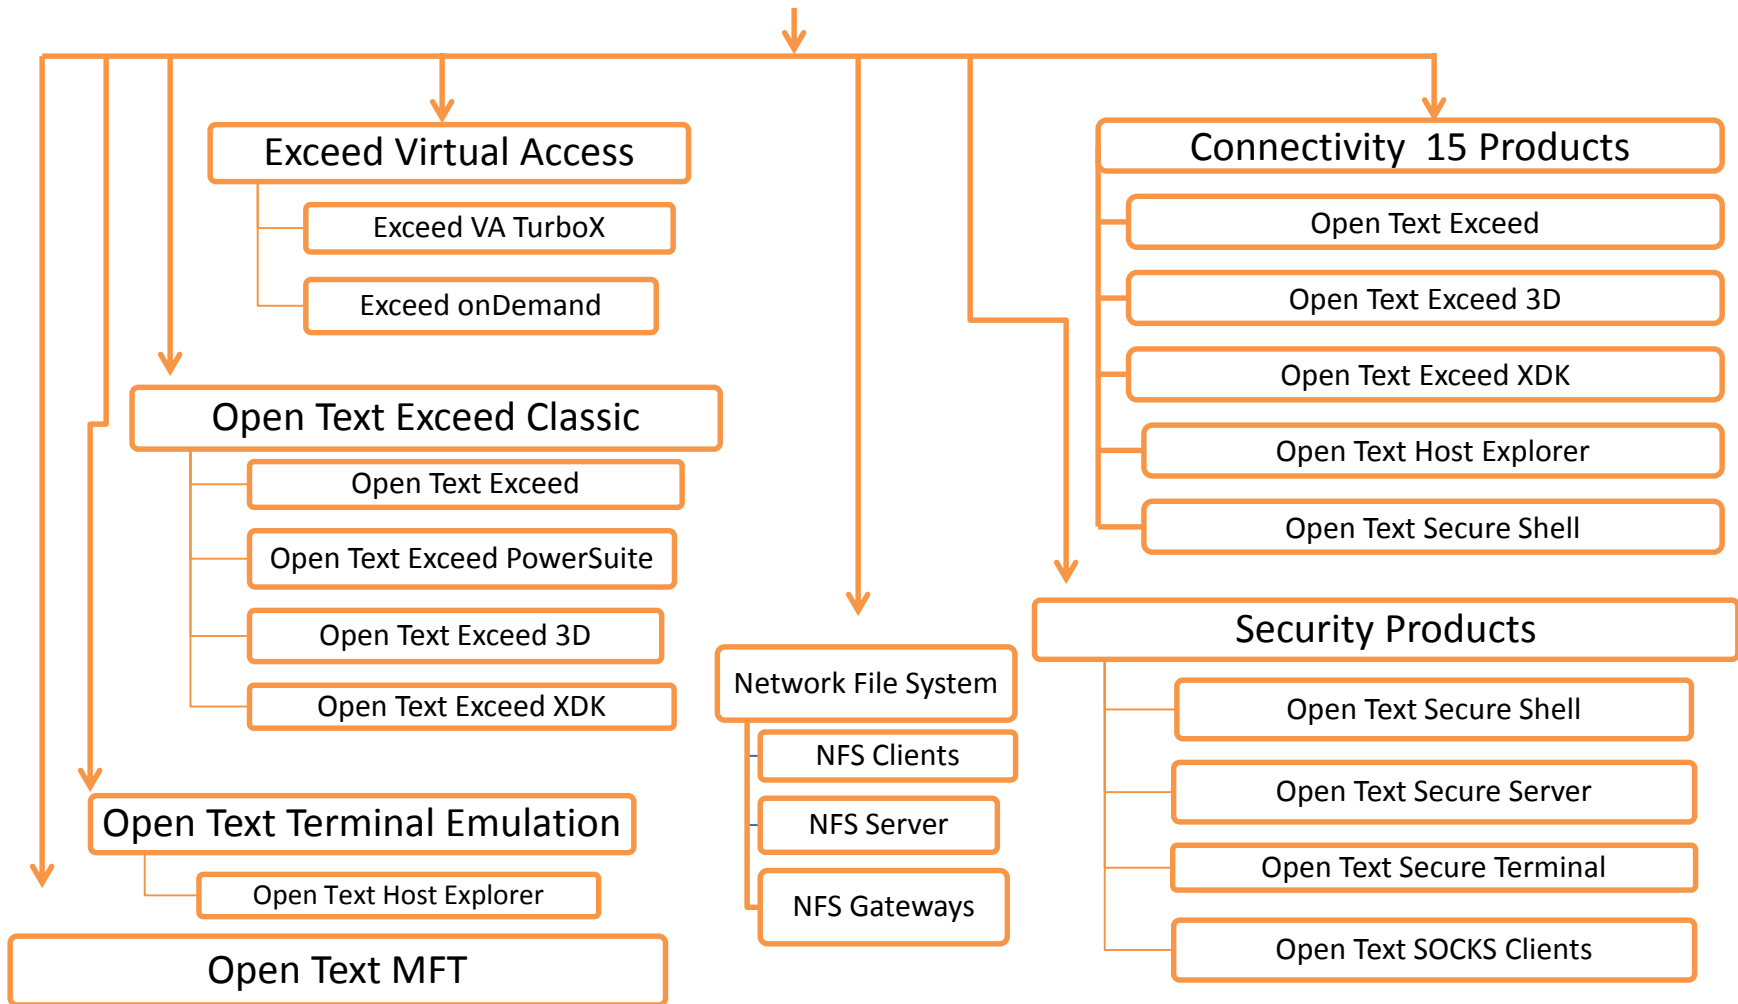 Exceed Virtual Access
Exceed VA TurboX
Exceed onDemand
Open Text Exceed Classic
Open Text Exceed
Open Text Exceed PowerSuite
Open Text Exceed 3D
Open Text Exceed XDK
Open Text Terminal Emulation
Open Text Host Explorer
Open Text MFT
Network File System
NFS Clients
NFS Server
NFS Gateways
Connectivity  15 Products
Open Text Exceed
Open Text Exceed 3D
Open Text Exceed XDK
Open Text Host Explorer
Open Text Secure Shell
Security Products
Open Text Secure Shell
Open Text Secure Server
Open Text Secure Terminal
Open Text SOCKS Clients